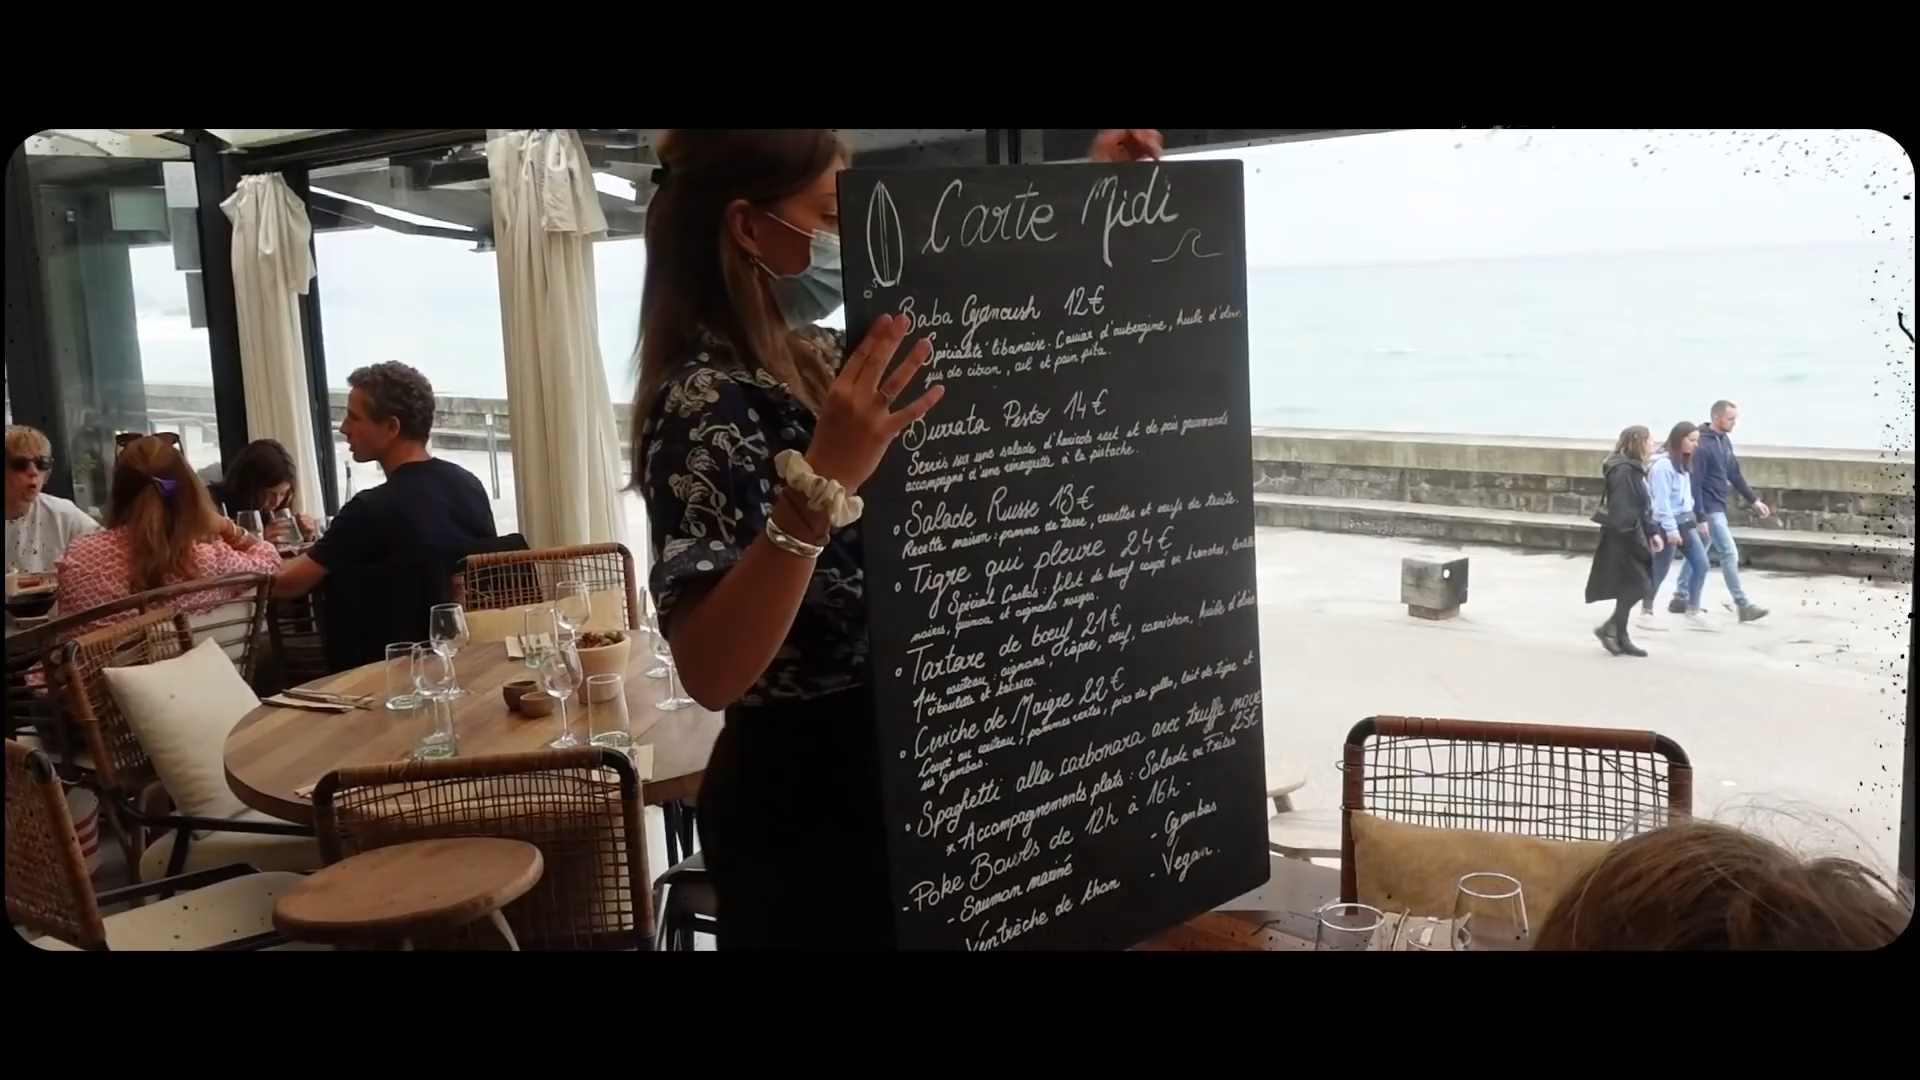 Carte Midi
Baba Ganoush 12€
Spécialité libanaise. Caviar d'aubergine, huile d'olive,
jus de citron, ail et pain pita.
Burrata Pesto 14€
Servis sur une salade d'haricots vert et de pois gourmands
accompagné d'une vinaigrette à la pistache.
Salade Russe 13€
Recette maison: pomme de terre, crevettes et oeufs de truite.
Tigre qui pleure 24€
Spécial Carlos: filet de boeuf coupé en tranches,
noires, quinoa et oignons rouges.
Tartare de boeuf 21€
Au couteau: oignons, câpre, oeuf, cornichon, huile d'olive
ciboulette et tabasco.
Ceviche de Maigre 22€
Coupé au couteau, pommes vertes, pico de gallo, lait de tigre et
ses gambas.
Spaghetti alla carbonara avec truffe noire
25€
*Accompagnements plats: Salade ou Frites
-Poke Bowls de 12h à 16h.
- Saumon mariné
- Gambas
Ventrèche de thon
- Vegan.